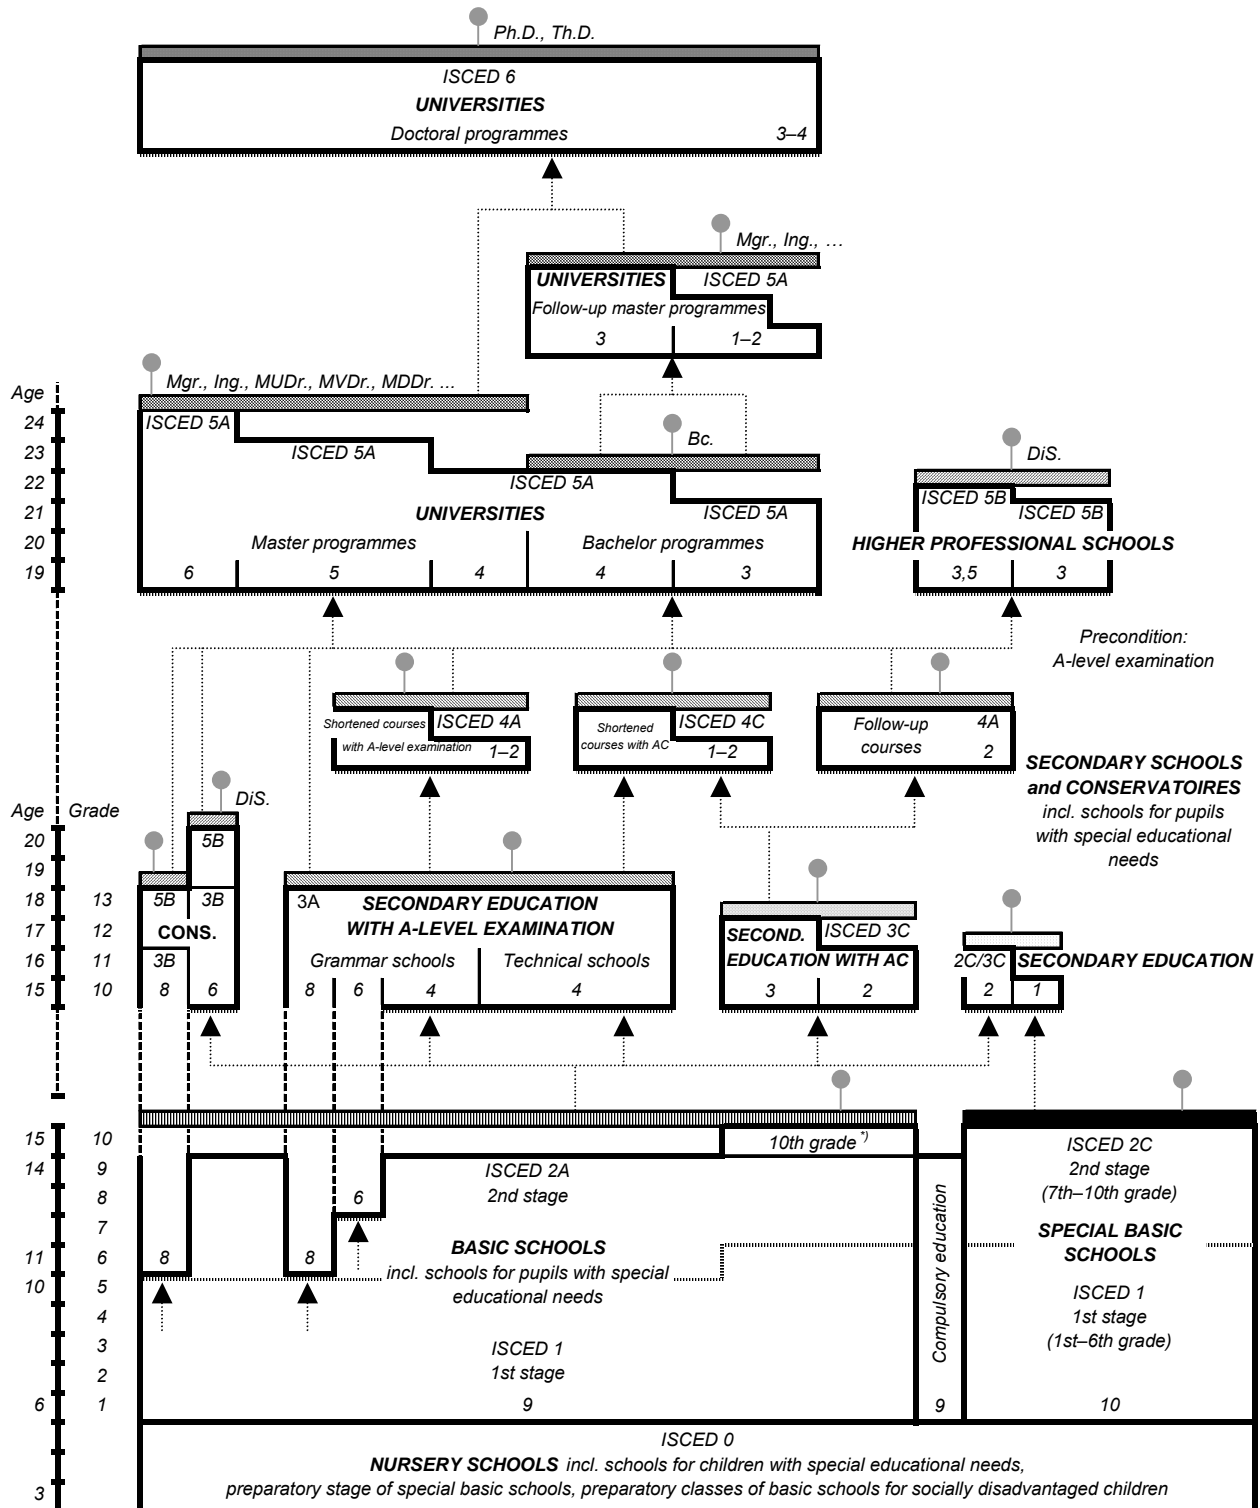 Ph.D., Th.D.
ISCED 6
UNIVERSITIES
Doctoral programmes 3–4
Mgr., Ing., …
UNIVERSITIES ISCED 5A
Follow-up master programmes
3 1–2
Mgr., Ing., MUDr., MVDr., MDDr. ...
Age
24 ISCED 5A
23 ISCED 5A Bc. DiS.
22 ISCED 5A ISCED 5B
21 UNIVERSITIES ISCED 5A ISCED 5B
20 Master programmes Bachelor programmes HIGHER PROFESSIONAL SCHOOLS
19 6 5 4 4 3 3,5 3
Precondition:
A-level examination
Shortened courses ISCED 4A
with A-level examination 1–2
Shortened ISCED 4C
courses with AC 1–2
Follow-up 4A
courses 2
SECONDARY SCHOOLS
and CONSERVATOIRES
incl. schools for pupils
with special educational
needs
DiS.
Age Grade
20 5B
19
18 13 5B 3B 3A SECONDARY EDUCATION
17 12 CONS. WITH A-LEVEL EXAMINATION SECOND. ISCED 3C
16 11 3B Grammar schools Technical schools EDUCATION WITH AC 2C/3C SECONDARY EDUCATION
15 10 8 6 8 6 4 4 3 2 2 1
15 10 10th grade *) ISCED 2C
14 9 ISCED 2A 2nd stage
8 6 2nd stage (7th–10th grade)
7
11 6 8 8 BASIC SCHOOLS SPECIAL BASIC
SCHOOLS
10 5 incl. schools for pupils with special
educational needs
ISCED 1
4 1st stage
3 ISCED 1 (1st–6th grade)
2 1st stage
Compulsory education
6 1 9 9 10
ISCED 0
NURSERY SCHOOLS incl. schools for children with special educational needs,
3 preparatory stage of special basic schools, preparatory classes of basic schools for socially disadvantaged children